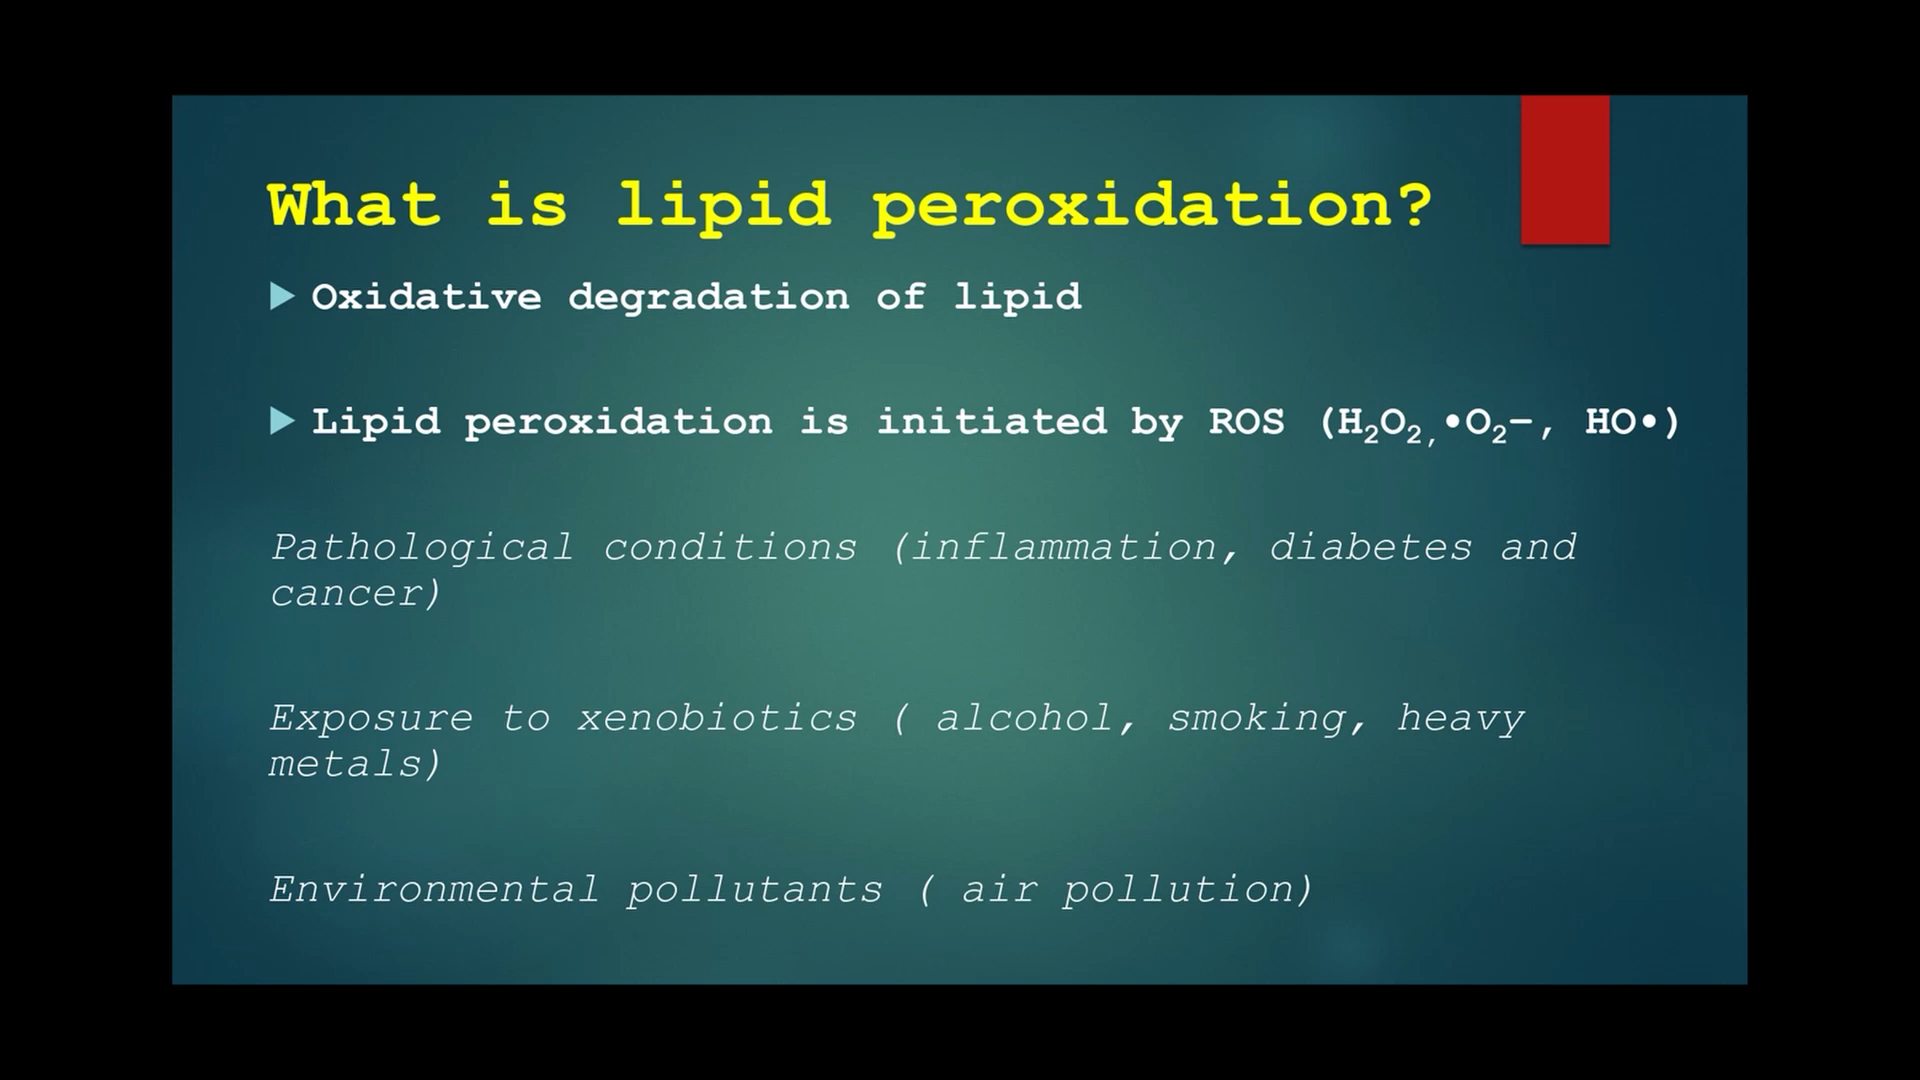 What is lipid peroxidation?
▶ Oxidative degradation of lipid
▶ Lipid peroxidation is initiated by ROS (H₂O₂,•O₂−, HO•)
Pathological conditions (inflammation, diabetes and
cancer)
Exposure to xenobiotics ( alcohol, smoking, heavy
metals)
Environmental pollutants ( air pollution)